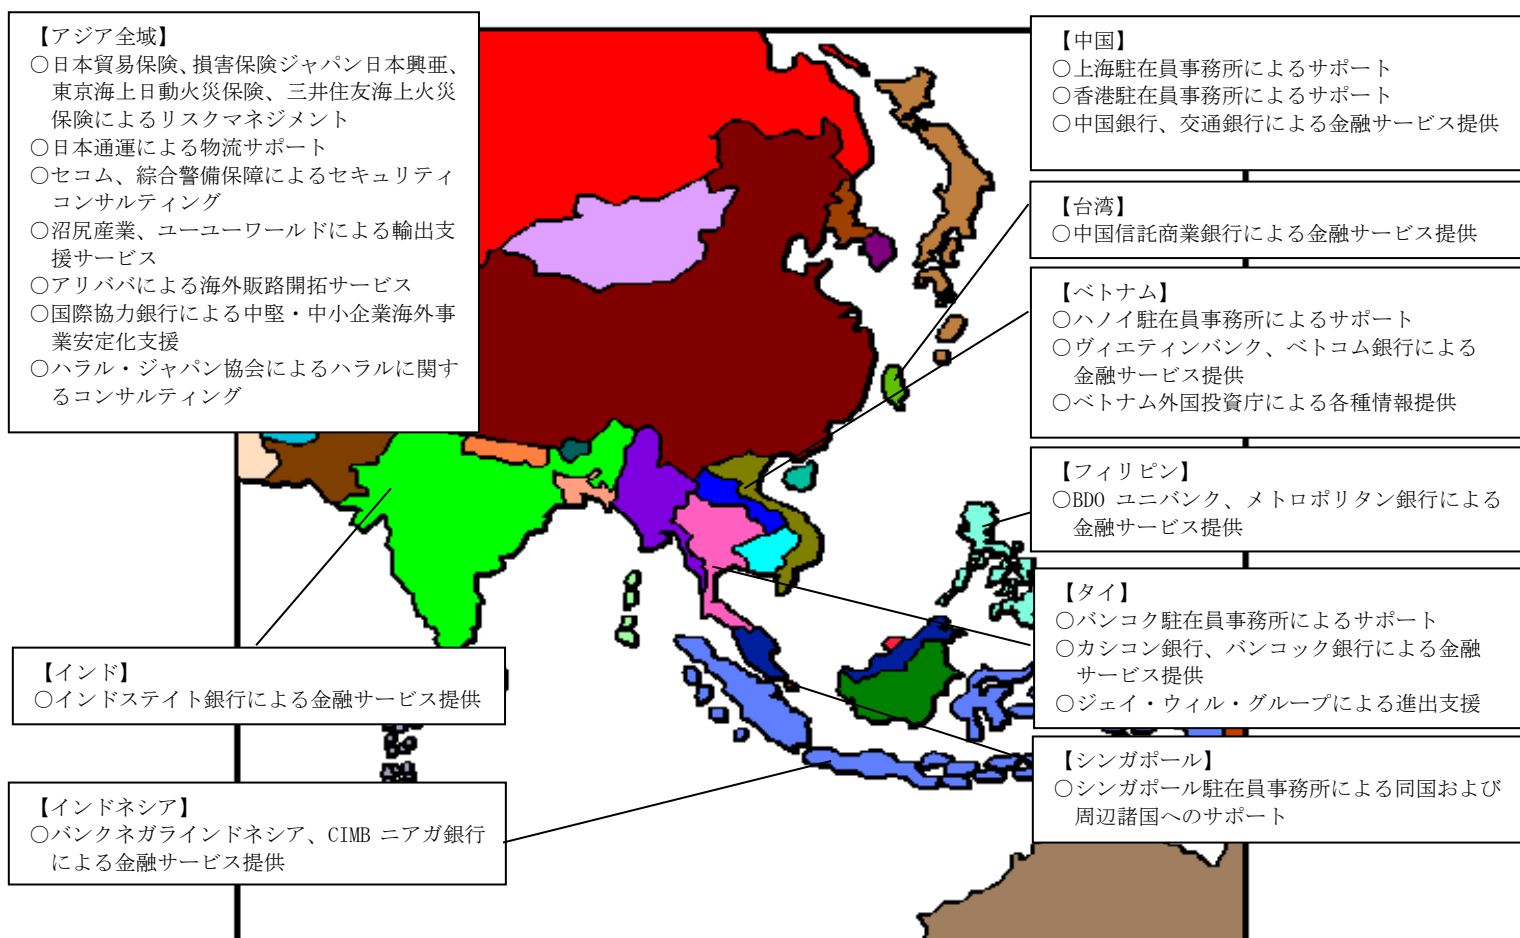 【アジア全域】
○日本貿易保険、損害保険ジャパン日本興亜、
東京海上日動火災保険、三井住友海上火災
保険によるリスクマネジメント
○日本通運による物流サポート
○セコム、綜合警備保障によるセキュリティ
コンサルティング
○沼尻産業、ユーユーワールドによる輸出支
援サービス
○アリババによる海外販路開拓サービス
○国際協力銀行による中堅・中小企業海外事
業安定化支援
○ハラル・ジャパン協会によるハラルに関す
るコンサルティング
【インド】
○インドステイト銀行による金融サービス提供
【インドネシア】
○バンクネガラインドネシア、CIMB ニアガ銀行
による金融サービス提供
【中国】
○上海駐在員事務所によるサポート
○香港駐在員事務所によるサポート
○中国銀行、交通銀行による金融サービス提供
【台湾】
○中国信託商業銀行による金融サービス提供
【ベトナム】
○ハノイ駐在員事務所によるサポート
○ヴィエティンバンク、ベトコム銀行による
金融サービス提供
○ベトナム外国投資庁による各種情報提供
【フィリピン】
○BDO ユニバンク、メトロポリタン銀行による
金融サービス提供
【タイ】
○バンコク駐在員事務所によるサポート
○カシコン銀行、バンコック銀行による金融
サービス提供
○ジェイ・ウィル・グループによる進出支援
【シンガポール】
○シンガポール駐在員事務所による同国および
周辺諸国へのサポート